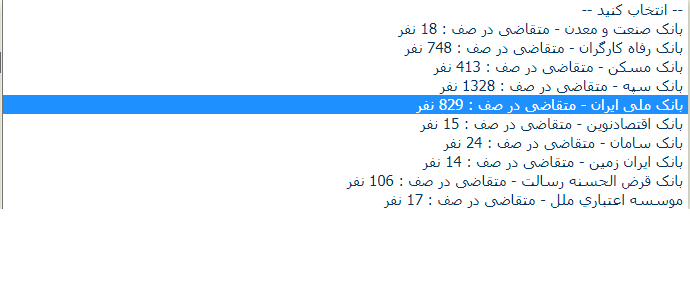 -- انتخاب کنید --
بانک صنعت و معدن - متقاضی در صف : 18 نفر
بانک رفاه کارگران - متقاضی در صف : 748 نفر
بانک مسکن - متقاضی در صف : 413 نفر
بانک سپه - متقاضی در صف : 1328 نفر
بانک ملی ایران - متقاضی در صف : 829 نفر
بانک اقتصادنوین - متقاضی در صف : 15 نفر
بانک سامان - متقاضی در صف : 24 نفر
بانک ایران زمین - متقاضی در صف : 14 نفر
بانک قرض الحسنه رسالت - متقاضی در صف : 106 نفر
موسسه اعتباري ملل - متقاضی در صف : 17 نفر